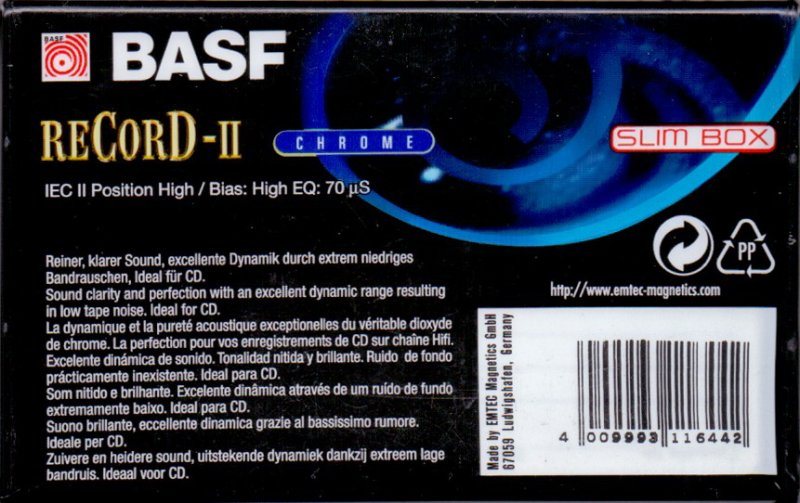 BASF
BASF
RECORD-II
CHROME
SLIM BOX
IEC II Position High / Bias: High EQ: 70 µS
Reiner, klarer Sound, excellente Dynamik durch extrem niedriges
Bandrauschen, Ideal für CD.
Sound clarity and perfection with an excellent dynamic range resulting
in low tape noise. Ideal for CD.
La dynamique et la pureté acoustique exceptionelles du véritable dioxyde
de chrome. La perfection pour vos enregistrements de CD sur chaîne Hifi.
Excelente dinámica de sonido. Tonalidad nitida y brillante. Ruido de fondo
prácticamente inexistente. Ideal para CD.
Som nitido e brilhante. Excelente dinâmica através de um ruído de fundo
extremamente baixo. Ideal para CD.
Suono brillante, eccellente dinamica grazie al bassissimo rumore.
Ideale per CD.
Zuivere en heidere sound, uitstekende dynamiek dankzij extreem lage
bandruis. Ideaal voor CD.
PP
http://www.emtec-magnetics.com
Made by EMTEC Magnetics GmbH
67059 Ludwigshafen, Germany
4 009993 116442